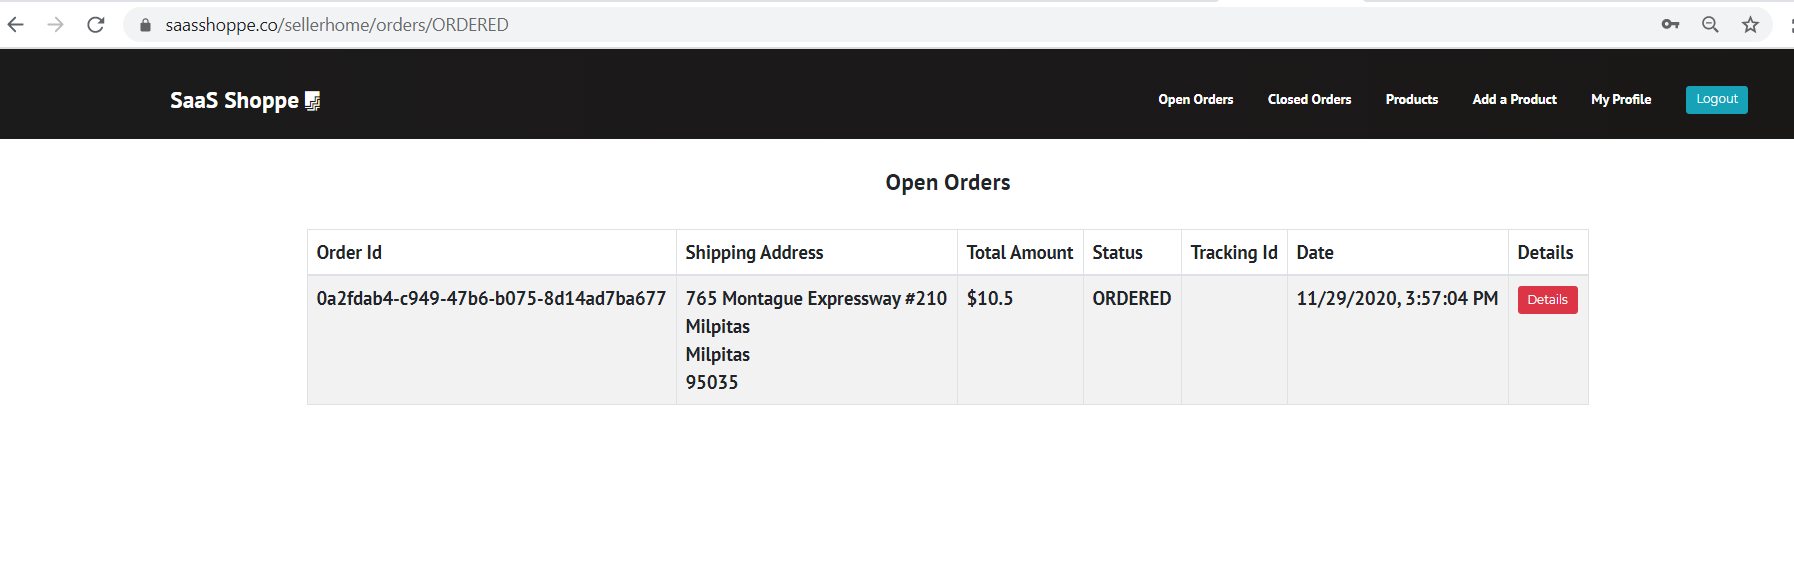 saasshoppe.co/sellerhome/orders/ORDERED
SaaS Shoppe
Open Orders Closed Orders Products Add a Product My Profile Logout
Open Orders
Order Id Shipping Address Total Amount Status Tracking Id Date Details
0a2fdab4-c949-47b6-b075-8d14ad7ba677 765 Montague Expressway #210 $10.5 ORDERED 11/29/2020, 3:57:04 PM Details
Milpitas
Milpitas
95035